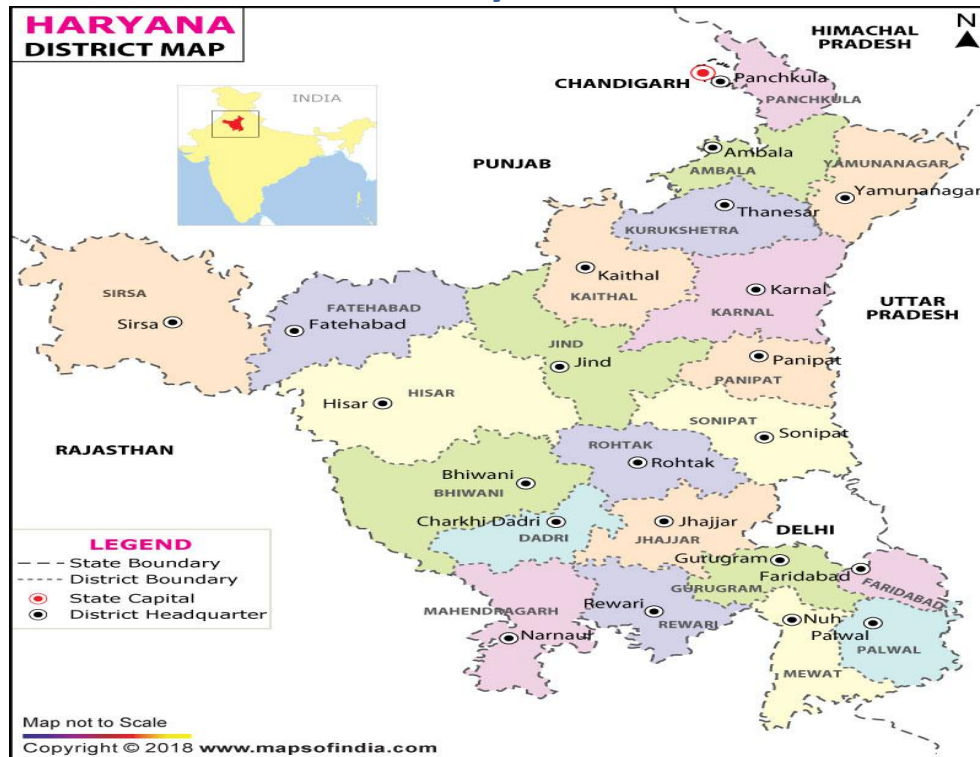 HARYANA
DISTRICT MAP
N
HIMACHAL
PRADESH
INDIA
CHANDIGARH
Panchkula
PANCHKULA
PUNJAB
Ambala
AMBALA
YAMUNANAGAR
Yamunanagar
Thanesar
KURUKSHETRA
Kaithal
KAITHAL
Karnal
KARNAL
UTTAR
PRADESH
SIRSA
Sirsa
FATEHABAD
Fatehabad
JIND
Jind
Panipat
PANIPAT
HISAR
Hisar
SONIPAT
Sonipat
RAJASTHAN
ROHTAK
Rohtak
Bhiwani
BHIWANI
Charkhi Dadri
DADRI
Jhajjar
JHAJJAR
DELHI
Gurugram
GURUGRAM
Faridabad
FARIDABAD
MAHENDRAGARH
Narnaur
Rewari
REWARI
Nuh
MEWAT
Palwal
PALWAL
LEGEND
State Boundary
District Boundary
State Capital
District Headquarter
Map not to Scale
Copyright © 2018 www.mapsofindia.com